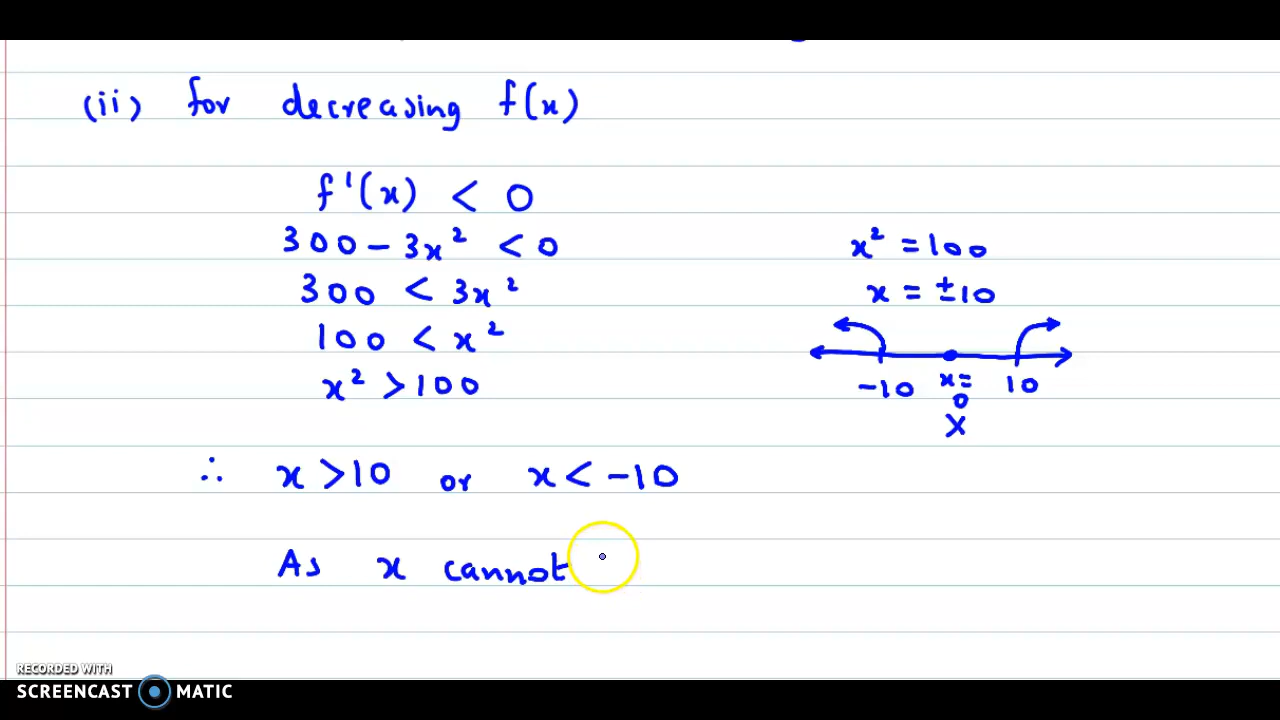 (ii) for decreasing f(x)
f'(x) < 0
300 - 3x² < 0
300 < 3x²
100 < x²
x² > 100
x² = 100
x = ±10
-10 x = 0 10
X
∴ x > 10 or x < -10
As x cannot
RECORDED WITH
SCREENCAST MATIC